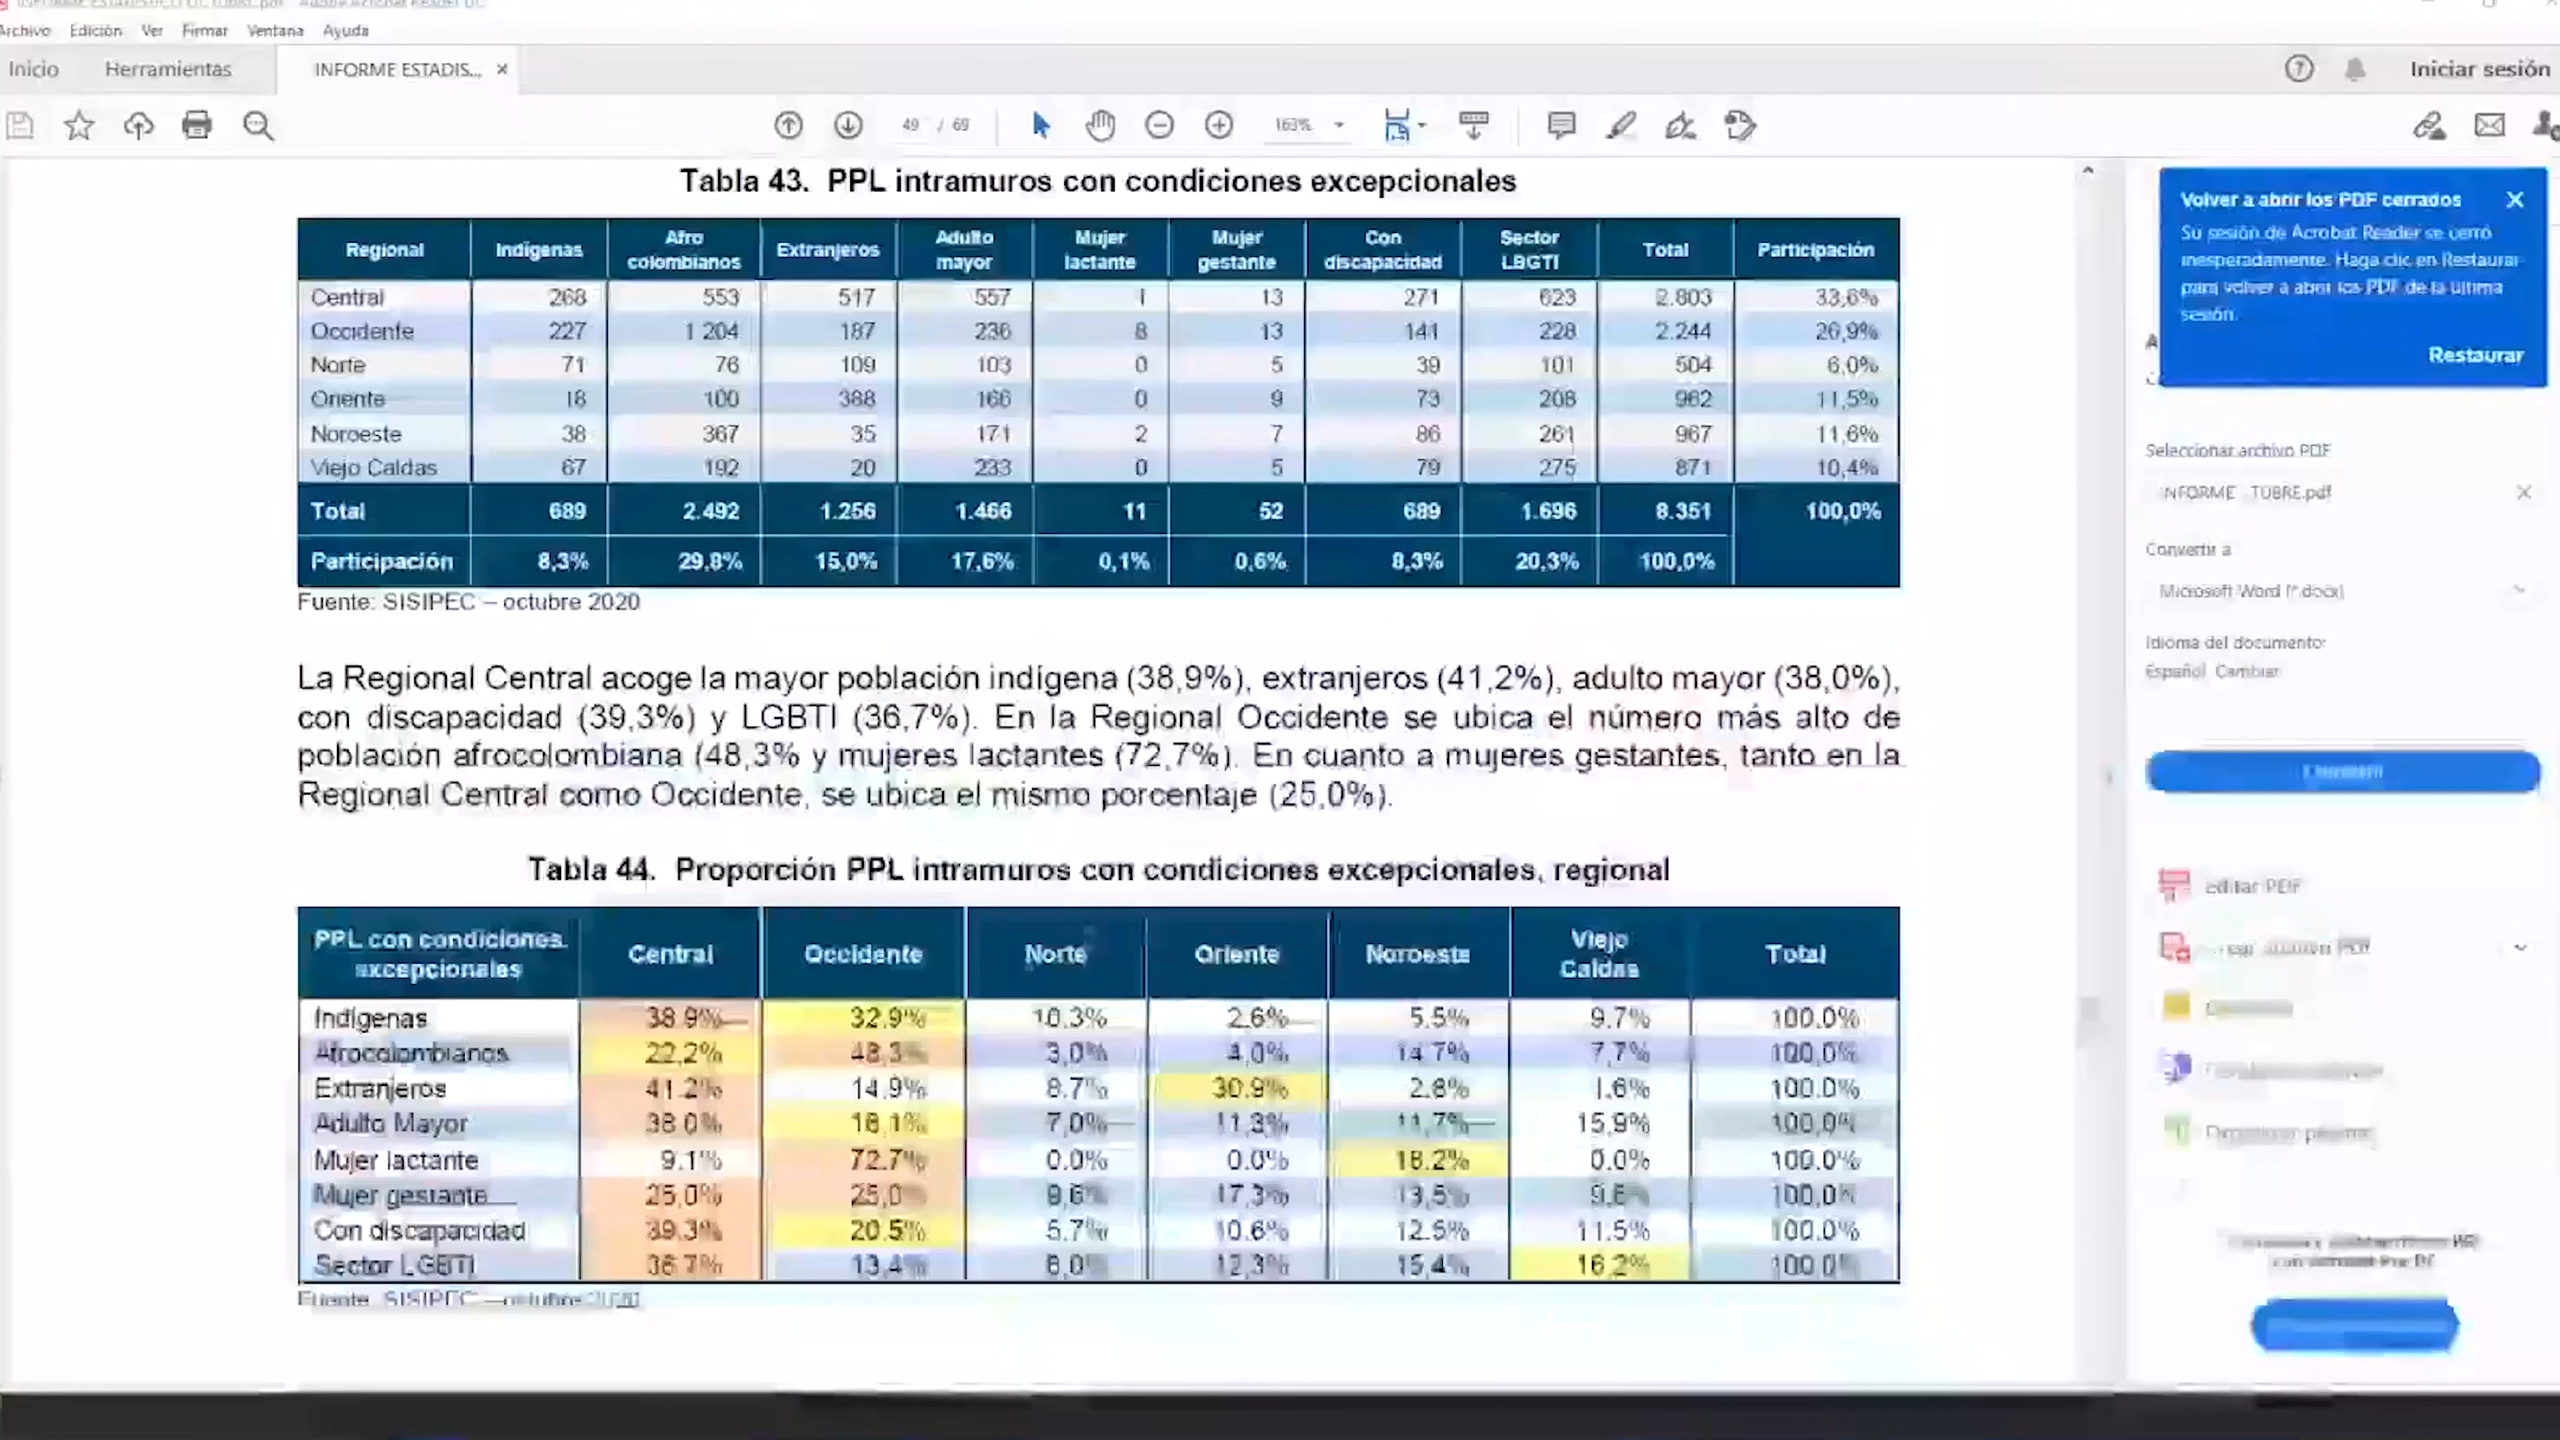 Archivo Edición Ver Firmar Ventana Ayuda
Inicio Herramientas INFORME ESTADIS... × Iniciar sesión
49 / 69 163%
Tabla 43. PPL intramuros con condiciones excepcionales
Regional Indígenas Afro colombianos Extranjeros Adulto mayor Mujer lactante Mujer gestante Con discapacidad Sector LBGTI Total Participación
Central 268 553 517 557 1 13 271 623 2.803 33,6%
Occidente 227 1 204 187 236 8 13 141 228 2.244 26,9%
Norte 71 76 109 103 0 5 39 101 504 6,0%
Oriente 18 100 388 166 0 9 73 208 962 11,5%
Noroeste 38 367 35 171 2 7 86 261 967 11,6%
Viejo Caldas 67 192 20 233 0 5 79 275 871 10,4%
Total 689 2.492 1.256 1.466 11 52 689 1.696 8.351 100,0%
Participación 8,3% 29,8% 15,0% 17,6% 0,1% 0,6% 8,3% 20,3% 100,0%
Fuente: SISIPEC – octubre 2020
La Regional Central acoge la mayor población indígena (38,9%), extranjeros (41,2%), adulto mayor (38,0%),
con discapacidad (39,3%) y LGBTI (36,7%). En la Regional Occidente se ubica el número más alto de
población afrocolombiana (48,3% y mujeres lactantes (72,7%). En cuanto a mujeres gestantes, tanto en la
Regional Central como Occidente, se ubica el mismo porcentaje (25,0%).
Tabla 44. Proporción PPL intramuros con condiciones excepcionales, regional
PPL con condiciones excepcionales Central Occidente Norte Oriente Noroeste Viejo Caldas Total
Indígenas 38.9% 32.9% 10.3% 2.6% 5.5% 9.7% 100.0%
Afrocolombianos 22,2% 48,3% 3,0% 4,0% 14,7% 7,7% 100,0%
Extranjeros 41.2% 14.9% 8.7% 30.9% 2.8% 1.6% 100.0%
Adulto Mayor 38.0% 16,1% 7,0% 11,3% 11,7% 15,9% 100,0%
Mujer lactante 9.1% 72.7% 0.0% 0.0% 18.2% 0.0% 100.0%
Mujer gestante 25,0% 25,0% 9,6% 17,3% 13,5% 9,6% 100,0%
Con discapacidad 39.3% 20.5% 5.7% 10.6% 12.5% 11.5% 100.0%
Sector LGBTI 36.7% 13,4% 6,0% 12,3% 15,4% 16,2% 100.0%
Fuente: SISIPEC – octubre 2020
Volver a abrir los PDF cerrados
Su sesión de Acrobat Reader se cerró
inesperadamente. Haga clic en Restaurar
para volver a abrir los PDF de la última
sesión.
Restaurar
Seleccionar archivo PDF
INFORME ...TUBRE.pdf
Convertir a
Microsoft Word (*.docx)
Idioma del documento:
Español Cambiar
Convertir
Editar PDF